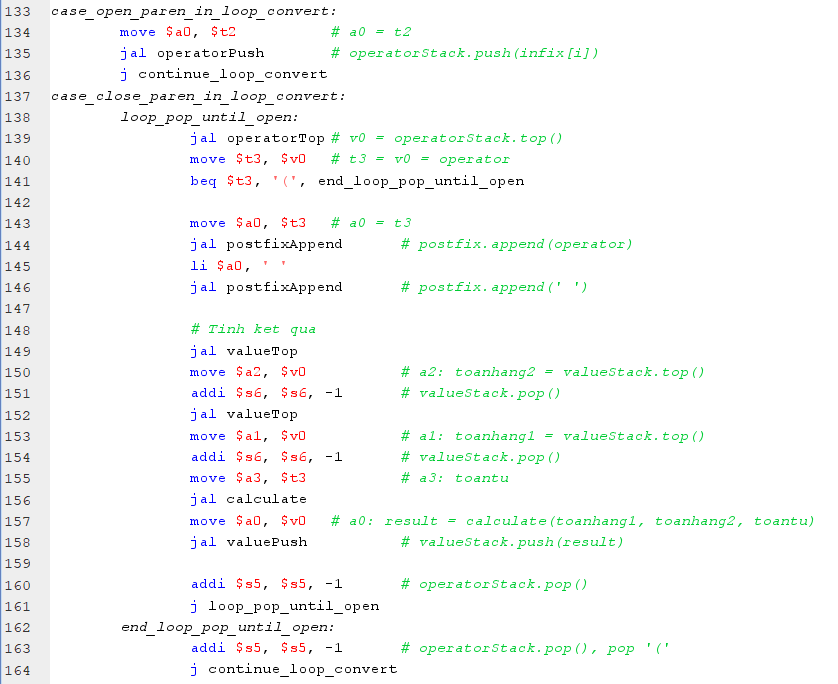 133 case_open_paren_in_loop_convert:
134 move $a0, $t2 # a0 = t2
135 jal operatorPush # operatorStack.push(infix[i])
136 j continue_loop_convert
137 case_close_paren_in_loop_convert:
138 loop_pop_until_open:
139 jal operatorTop # v0 = operatorStack.top()
140 move $t3, $v0 # t3 = v0 = operator
141 beq $t3, '(', end_loop_pop_until_open
142
143 move $a0, $t3 # a0 = t3
144 jal postfixAppend # postfix.append(operator)
145 li $a0, ' '
146 jal postfixAppend # postfix.append(' ')
147
148 # Tinh ket qua
149 jal valueTop
150 move $a2, $v0 # a2: toanhang2 = valueStack.top()
151 addi $s6, $s6, -1 # valueStack.pop()
152 jal valueTop
153 move $a1, $v0 # a1: toanhang1 = valueStack.top()
154 addi $s6, $s6, -1 # valueStack.pop()
155 move $a3, $t3 # a3: toantu
156 jal calculate
157 move $a0, $v0 # a0: result = calculate(toanhang1, toanhang2, toantu)
158 jal valuePush # valueStack.push(result)
159
160 addi $s5, $s5, -1 # operatorStack.pop()
161 j loop_pop_until_open
162 end_loop_pop_until_open:
163 addi $s5, $s5, -1 # operatorStack.pop(), pop '('
164 j continue_loop_convert